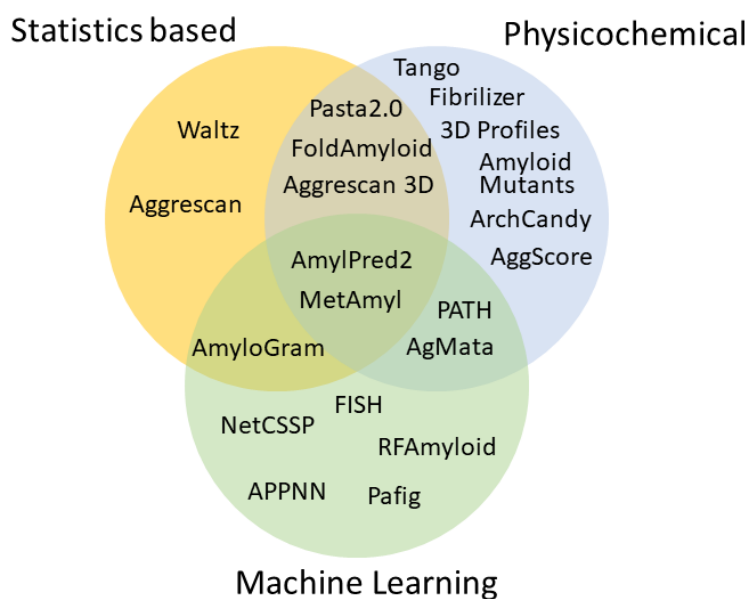 Statistics based
Physicochemical
Tango
Fibrilizer
Pasta2.0
Waltz
3D Profiles
FoldAmyloid
Amyloid
Mutants
Aggrescan 3D
Aggrescan
ArchCandy
AggScore
AmylPred2
MetAmyl
PATH
AmyloGram
AgMata
FISH
NetCSSP
RFAmyloid
APPNN
Pafig
Machine Learning